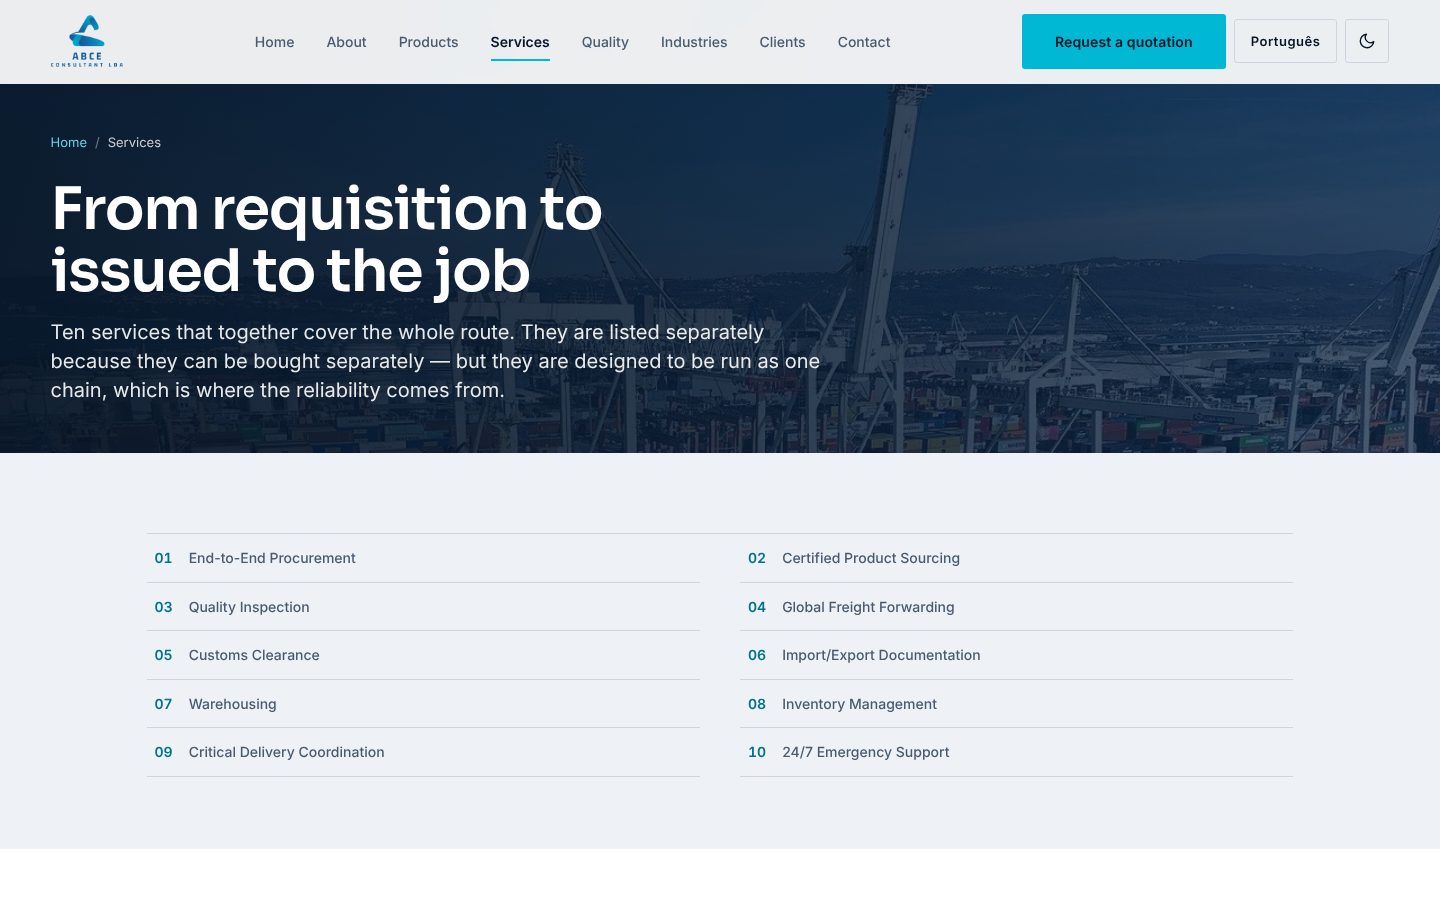 ABCE
CONSULTANT LDA
Home
About
Products
Services
Quality
Industries
Clients
Contact
Request a quotation
Português
Home / Services
From requisition to
issued to the job
Ten services that together cover the whole route. They are listed separately
because they can be bought separately — but they are designed to be run as one
chain, which is where the reliability comes from.
01 End-to-End Procurement
02 Certified Product Sourcing
03 Quality Inspection
04 Global Freight Forwarding
05 Customs Clearance
06 Import/Export Documentation
07 Warehousing
08 Inventory Management
09 Critical Delivery Coordination
10 24/7 Emergency Support